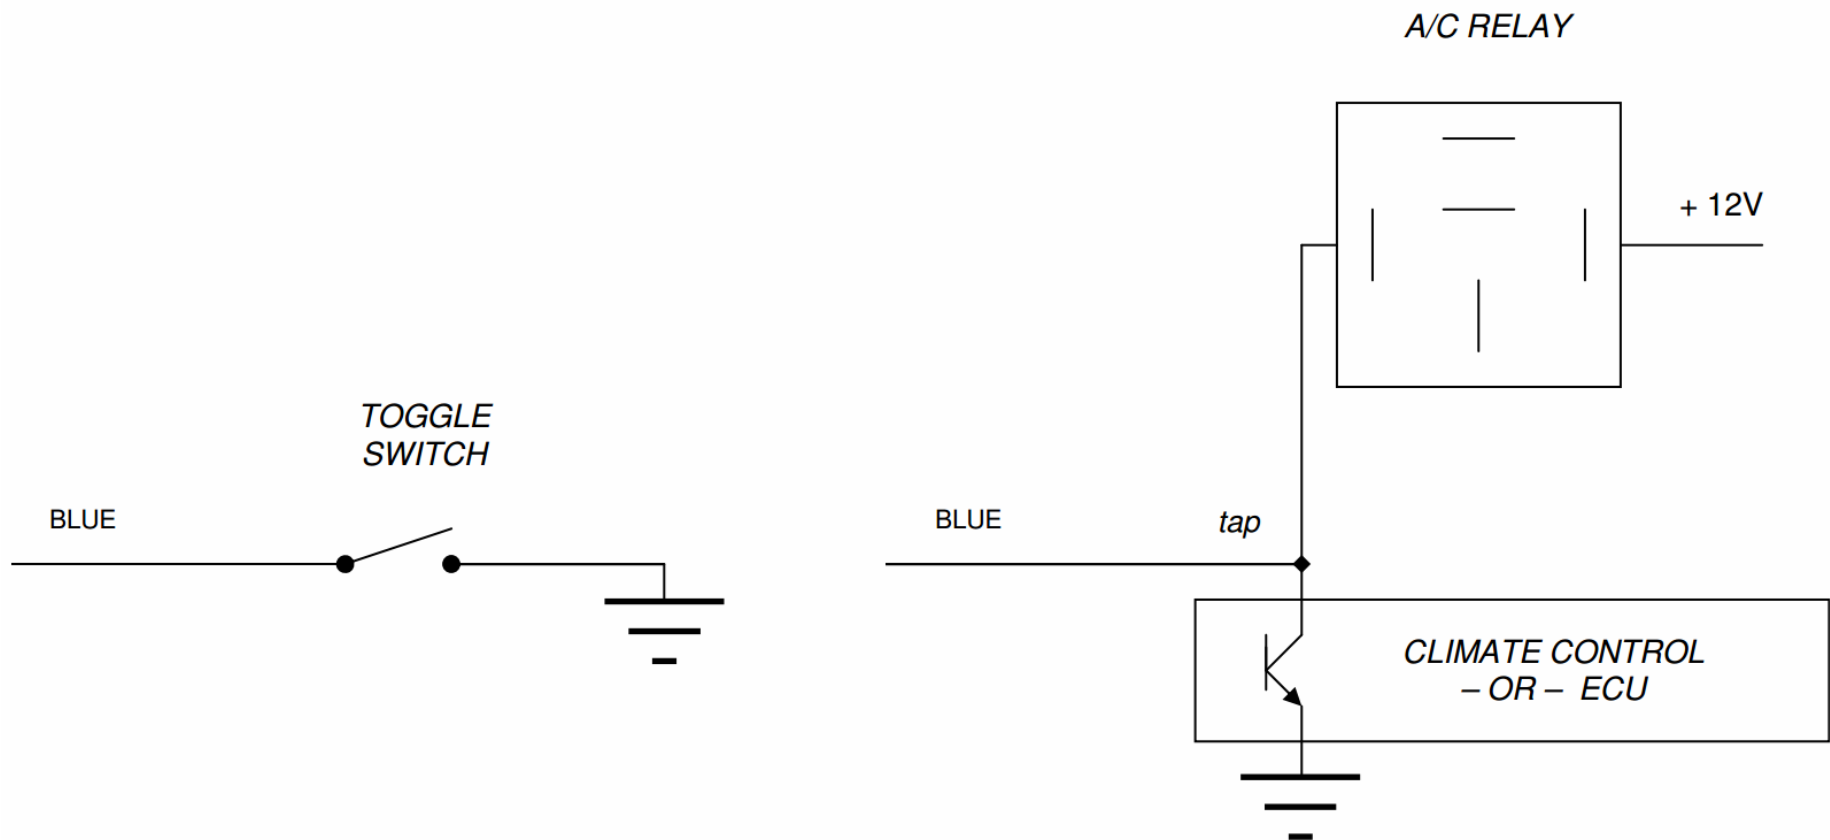 A/C RELAY
+ 12V
TOGGLE
SWITCH
BLUE
BLUE
tap
CLIMATE CONTROL
– OR – ECU